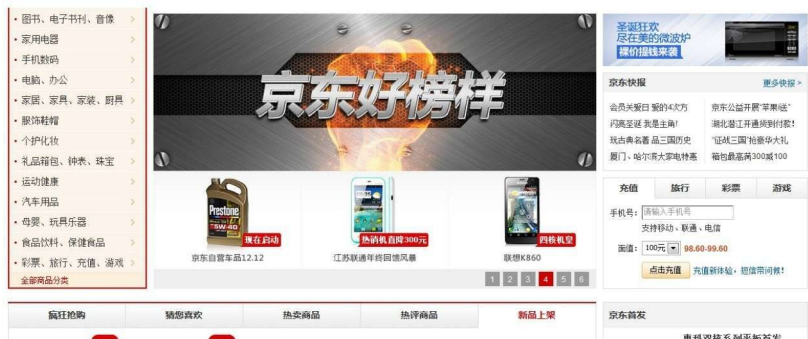 图书、电子书刊、音像
家用电器
手机数码
电脑、办公
家居、家具、家装、厨具
服饰鞋帽
个护化妆
礼品箱包、钟表、珠宝
运动健康
汽车用品
母婴、玩具乐器
食品饮料、保健食品
彩票、旅行、充值、游戏
全部商品分类
京东好榜样
Prestone
5W-40
现在启动
京东自营车品12.12
热销机直降300元
江苏联通年终回馈风暴
四核机皇
联想K860
1 2 3 4 5 6
圣诞狂欢
尽在美的微波炉
裸价提钱来袭
京东快报
更多快报 >
会员关爱日 爱的4次方
京东公益开展"苹果i送"
闪亮圣诞 我是主角!
湖北潜江开通货到付款!
玩古典名著 品三国历史
"征战三国"抢豪华大礼
厦门、哈尔滨大家电特惠
箱包最高满300减100
充值 旅行 彩票 游戏
手机号: 请输入手机号
支持移动、联通、电信
面值: 100元 98.60-99.60
点击充值 充值新体验,短信带问候!
疯狂抢购 猜您喜欢 热卖商品 热评商品 新品上架
京东首发